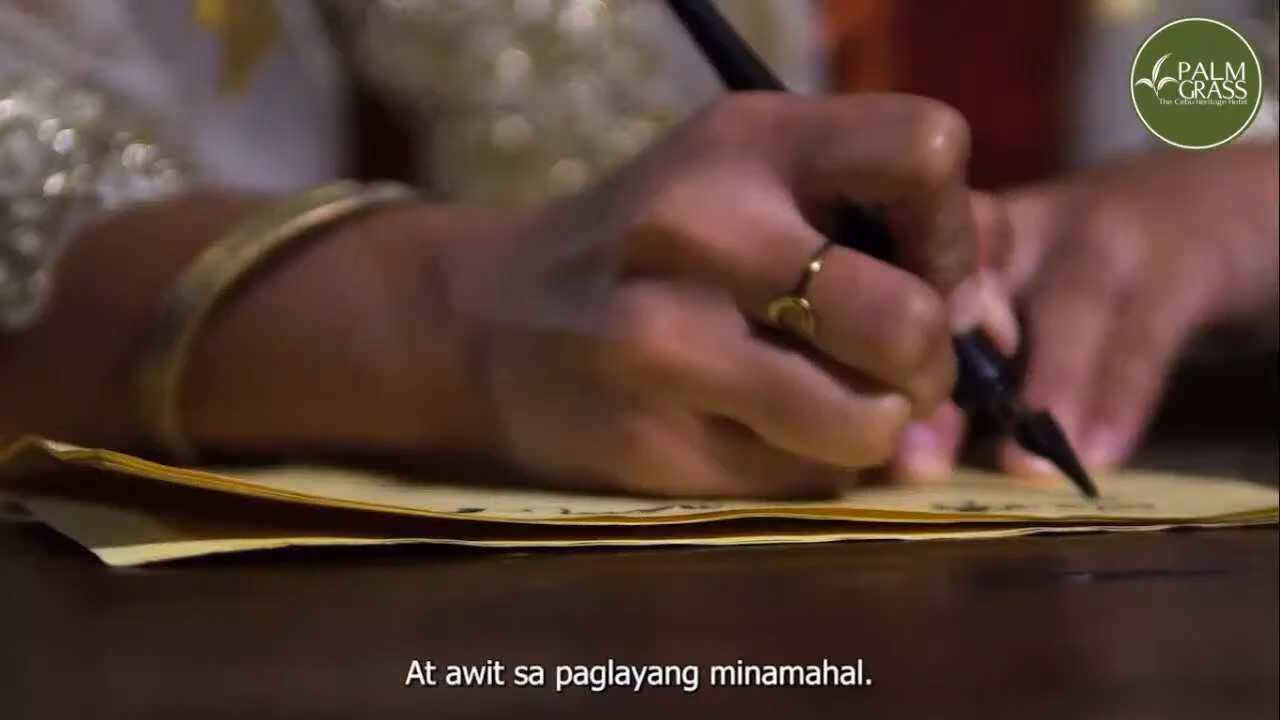 PALM
GRASS
The Cebu Heritage Hotel
At awit sa paglayang minamahal.